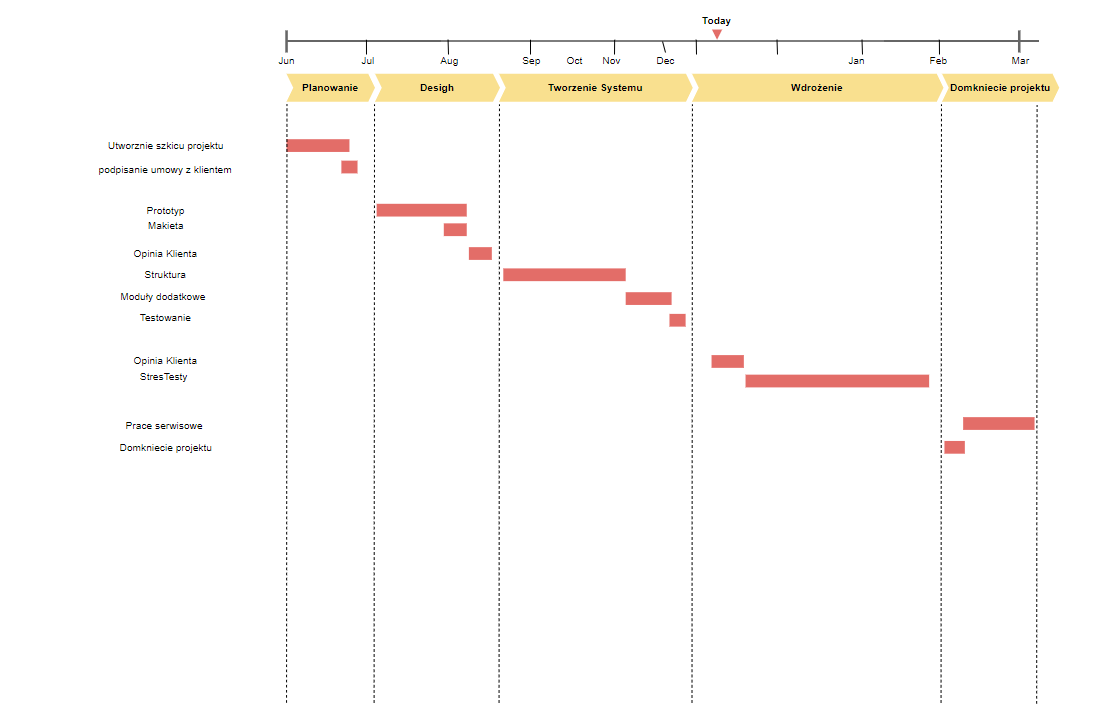 Today
Jun Jul Aug Sep Oct Nov Dec Jan Feb Mar
Planowanie Desigh Tworzenie Systemu Wdrożenie Domkniecie projektu
Utworznie szkicu projektu
podpisanie umowy z klientem
Prototyp
Makieta
Opinia Klienta
Struktura
Moduły dodatkowe
Testowanie
Opinia Klienta
StresTesty
Prace serwisowe
Domkniecie projektu